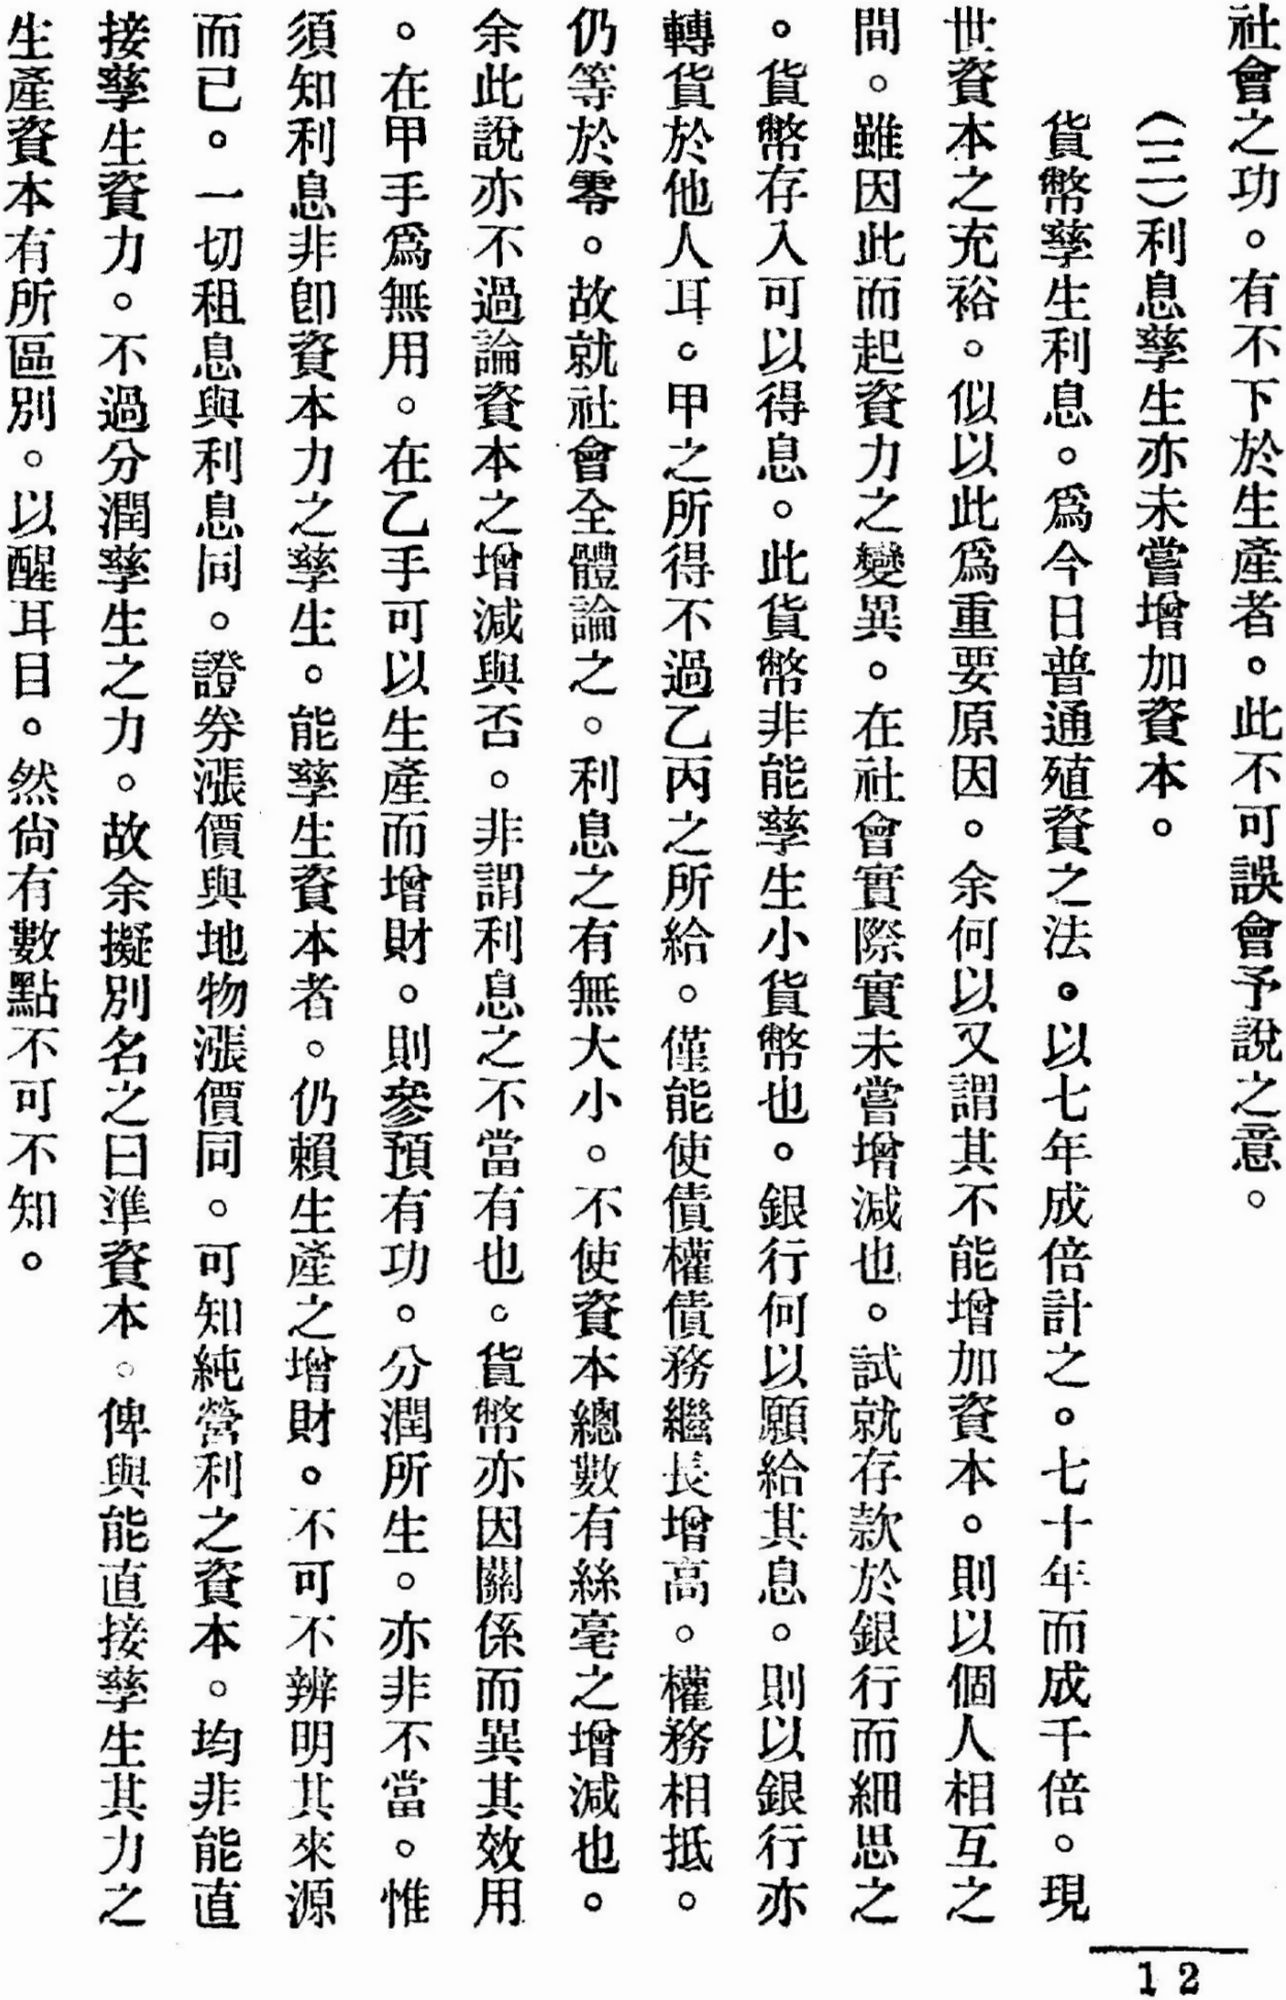 社會之功。有不下於生產者。此不可誤會予說之意。
（二）利息孳生亦未嘗增加資本。
貨幣孳生利息。爲今日普通殖資之法。以七年成倍計之。七十年而成千倍。現
世資本之充裕。似以此爲重要原因。余何以又謂其不能增加資本。則以個人相互之
間。雖因此而起資力之變異。在社會實際實未嘗增減也。試就存款於銀行而細思之
。貨幣存入可以得息。此貨幣非能孳生小貨幣也。銀行何以願給其息。則以銀行亦
轉貨於他人耳。甲之所得不過乙丙之所給。僅能使債權債務繼長增高。權務相抵。
仍等於零。故就社會全體論之。利息之有無大小。不使資本總數有絲毫之增減也。
余此說亦不過論資本之增減與否。非謂利息之不當有也。貨幣亦因關係而異其效用
。在甲手爲無用。在乙手可以生產而增財。則參預有功。分潤所生。亦非不當。惟
須知利息非卽資本力之孳生。能孳生資本者。仍賴生產之增財。不可不辨明其來源
而已。一切租息與利息同。證券漲價與地物漲價同。可知純營利之資本。均非能直
接孳生資力。不過分潤孳生之力。故余擬別名之曰準資本。俾與能直接孳生其力之
生產資本有所區別。以醒耳目。然尙有數點不可不知。
12